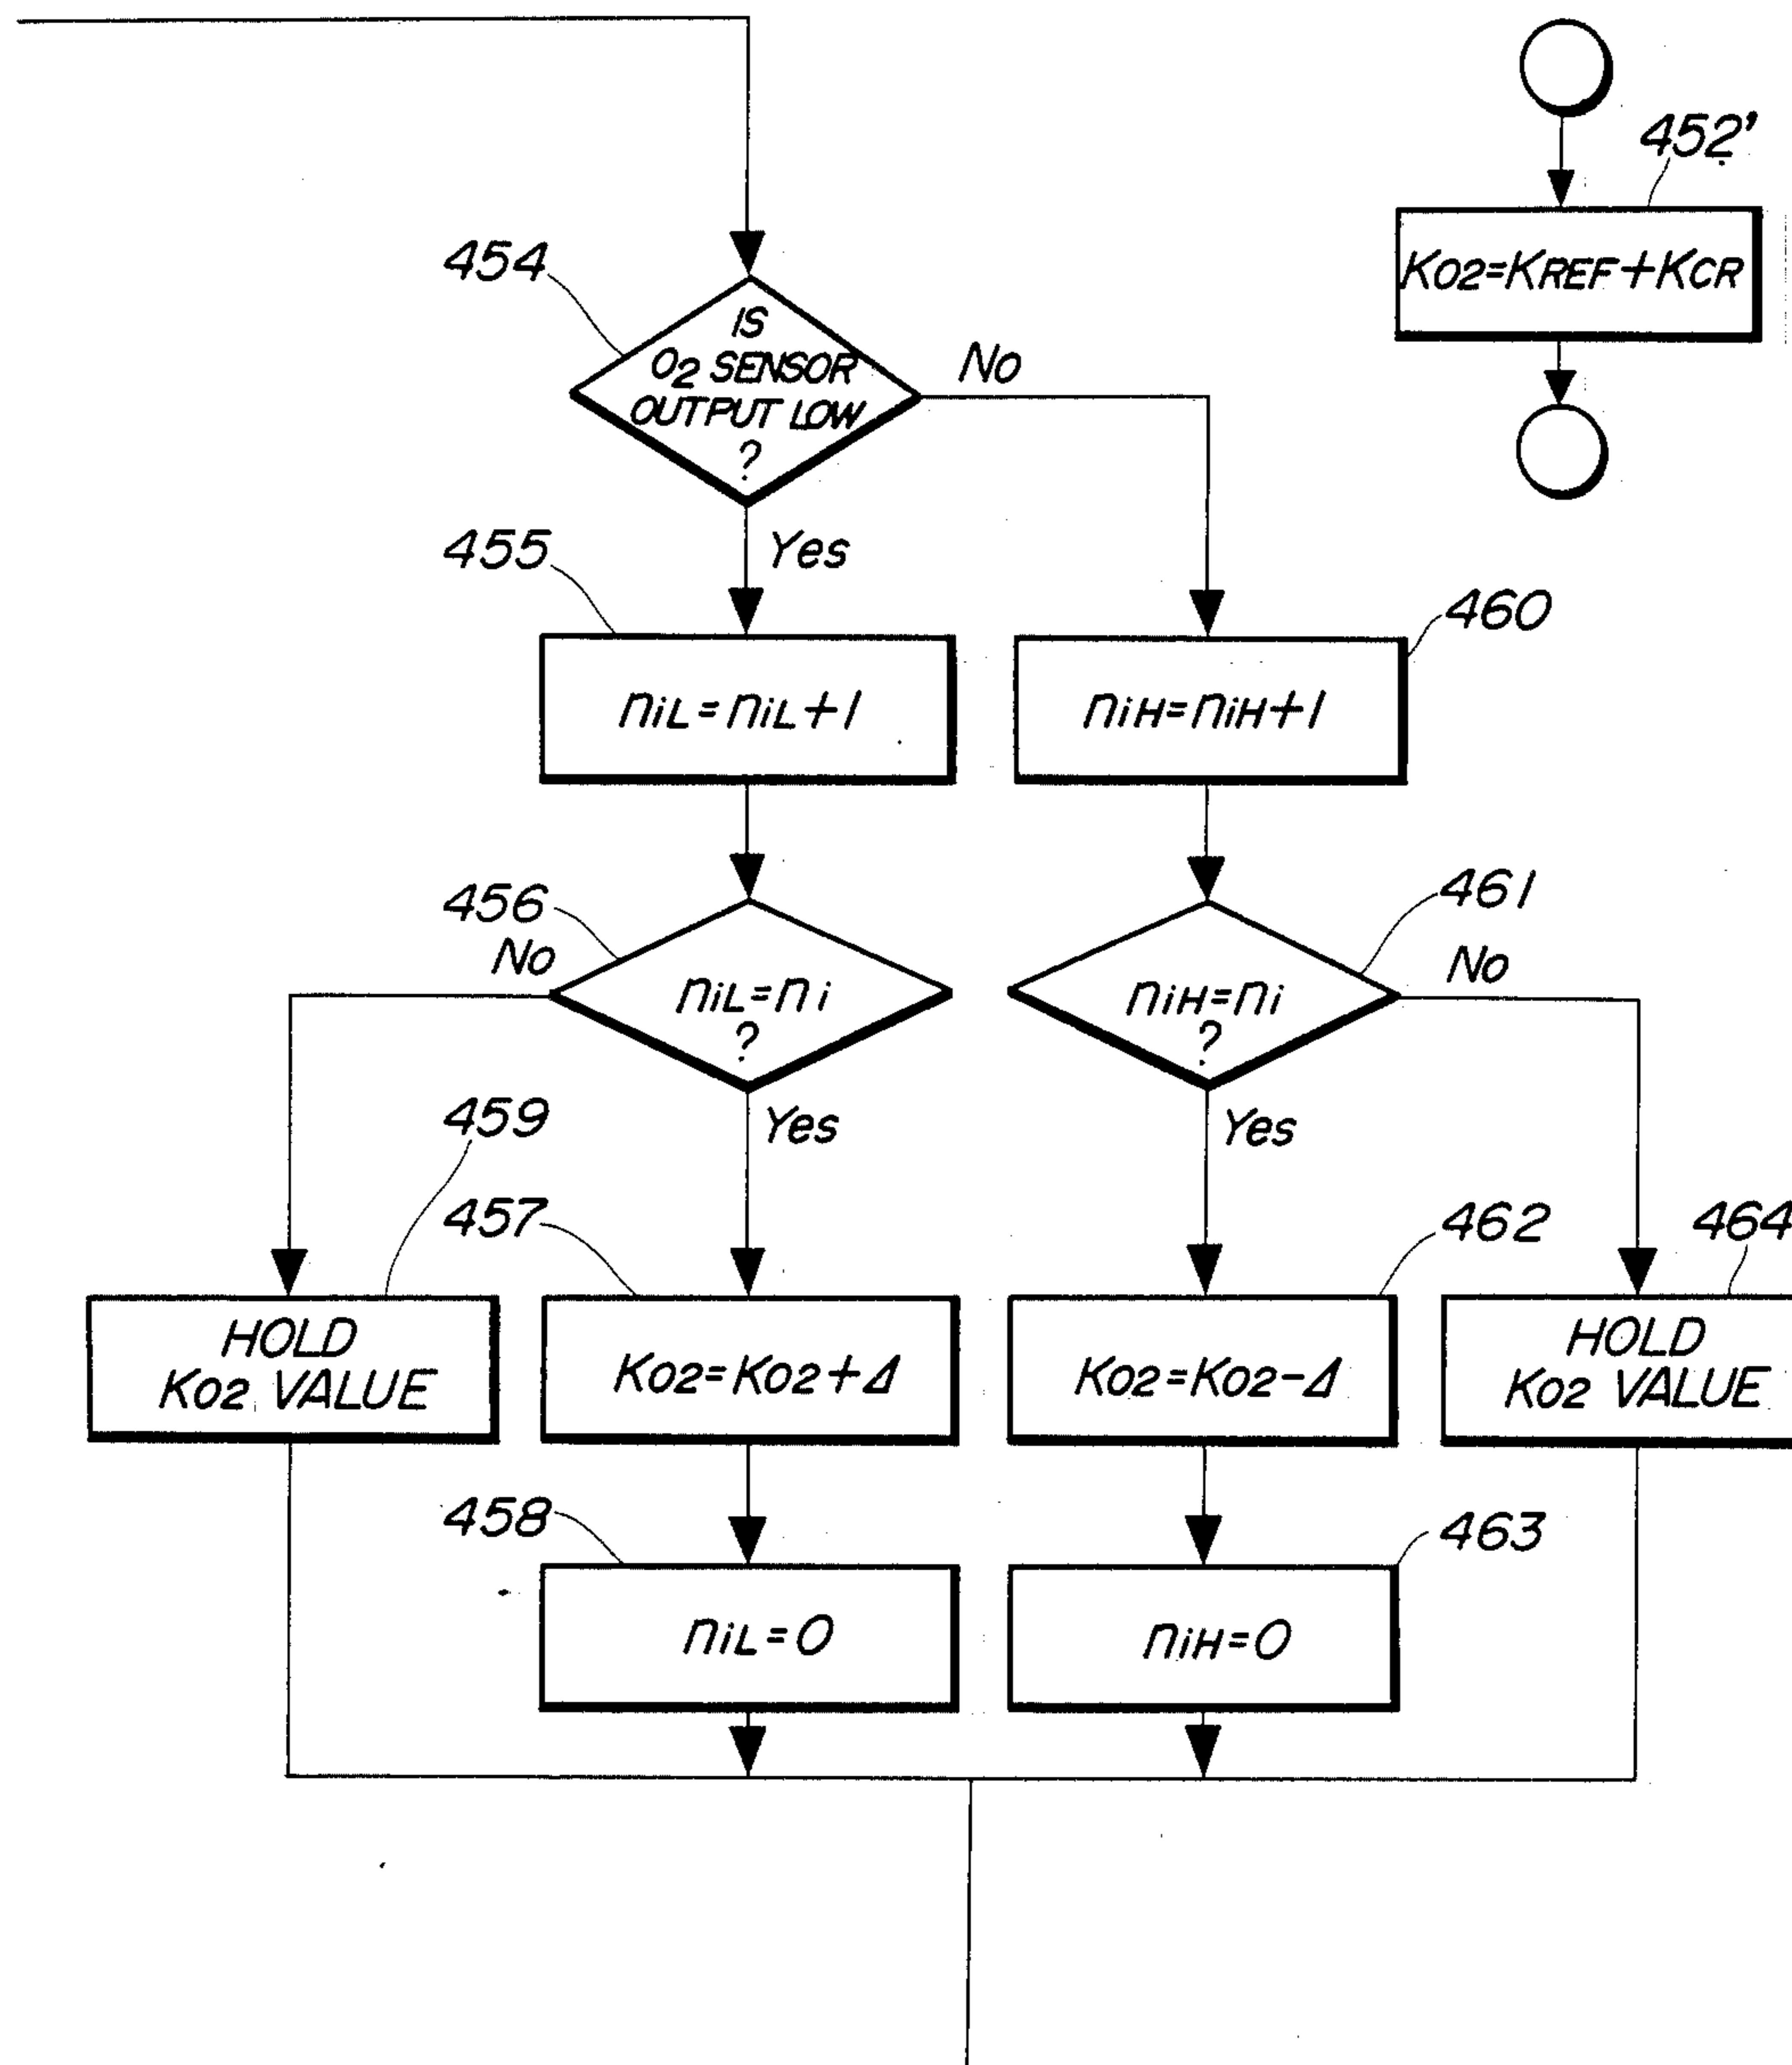 452'
KO2=KREF+KCR
454
IS
O2 SENSOR
OUTPUT LOW
?
No
Yes
455
niL=niL+1
460
niH=niH+1
456
No
niL=ni
?
Yes
461
No
niH=ni
?
Yes
459
HOLD
KO2 VALUE
457
KO2=KO2+Δ
462
KO2=KO2-Δ
464
HOLD
KO2 VALUE
458
niL=0
463
niH=0